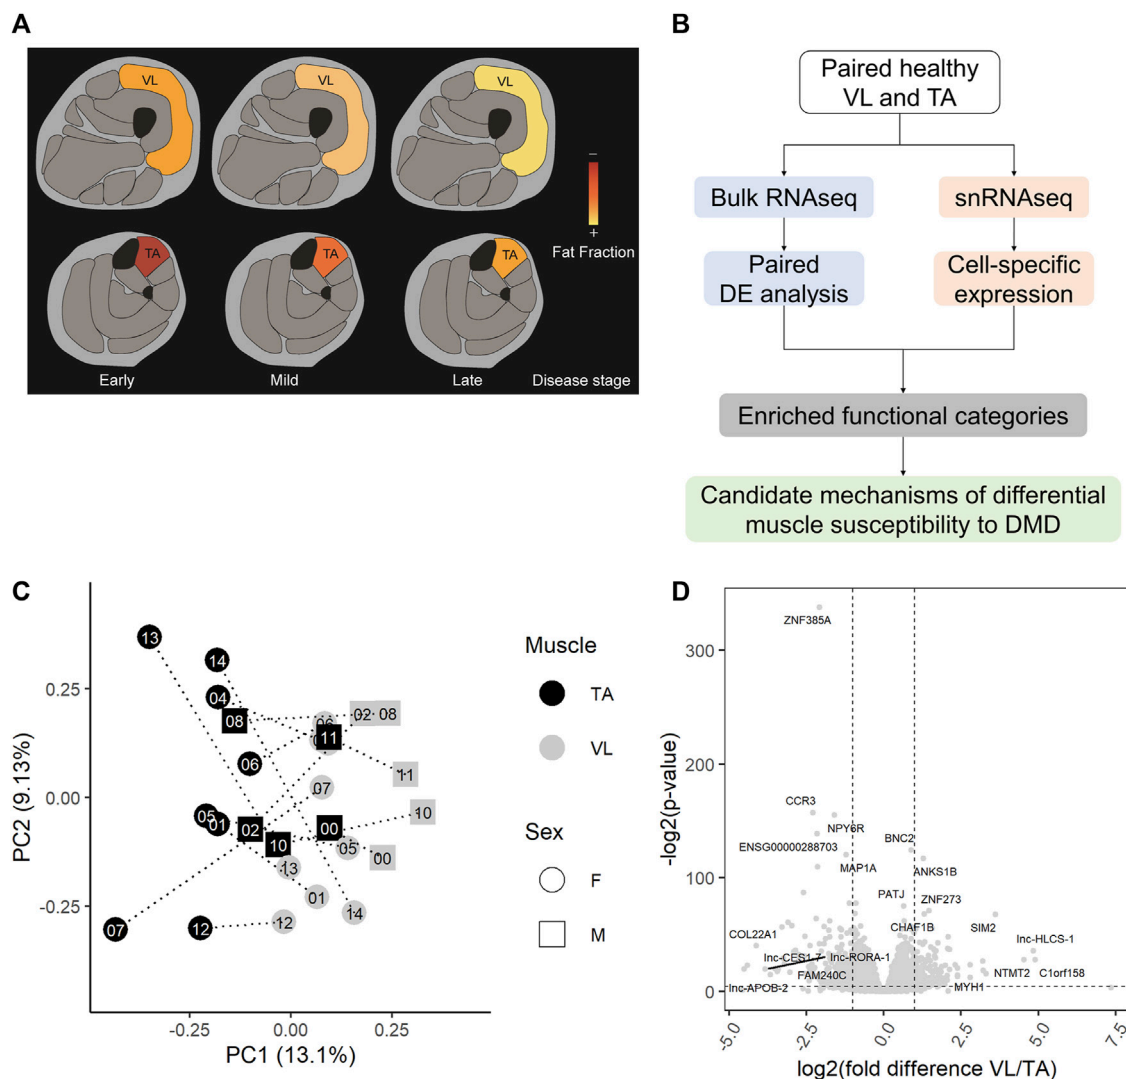 A
VL
VL
VL
−
+
Fat Fraction
TA
TA
TA
Early
Mild
Late
Disease stage
B
Paired healthy
VL and TA
Bulk RNAseq
snRNAseq
Paired
DE analysis
Cell-specific
expression
Enriched functional categories
Candidate mechanisms of differential
muscle susceptibility to DMD
C
PC2 (9.13%)
0.25
0.00
-0.25
13
14
04
08
06
02
08
06
11
11
07
10
05
01
02
00
10
05
00
13
01
14
07
12
12
-0.25
0.00
0.25
PC1 (13.1%)
Muscle
TA
VL
Sex
F
M
D
-log2(p-value)
300
200
100
0
ZNF385A
CCR3
NPY6R
BNC2
ENSG00000288703
MAP1A
ANKS1B
PATJ
ZNF273
COL22A1
CHAF1B
SIM2
lnc-HLCS-1
lnc-CES1-7
lnc-RORA-1
FAM240C
NTMT2
C1orf158
lnc-APOB-2
MYH1
-5.0
-2.5
0.0
2.5
5.0
7.5
log2(fold difference VL/TA)